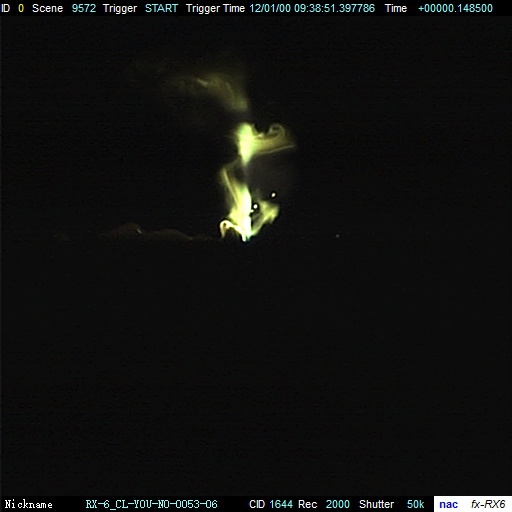 ID 0 Scene 9572 Trigger START Trigger Time 12/01/00 09:38:51.397786 Time +00000.148500
Nickname RX-6_CL-YOU-NO-0053-06 CID 1644 Rec 2000 Shutter 50k nac fx-RX6